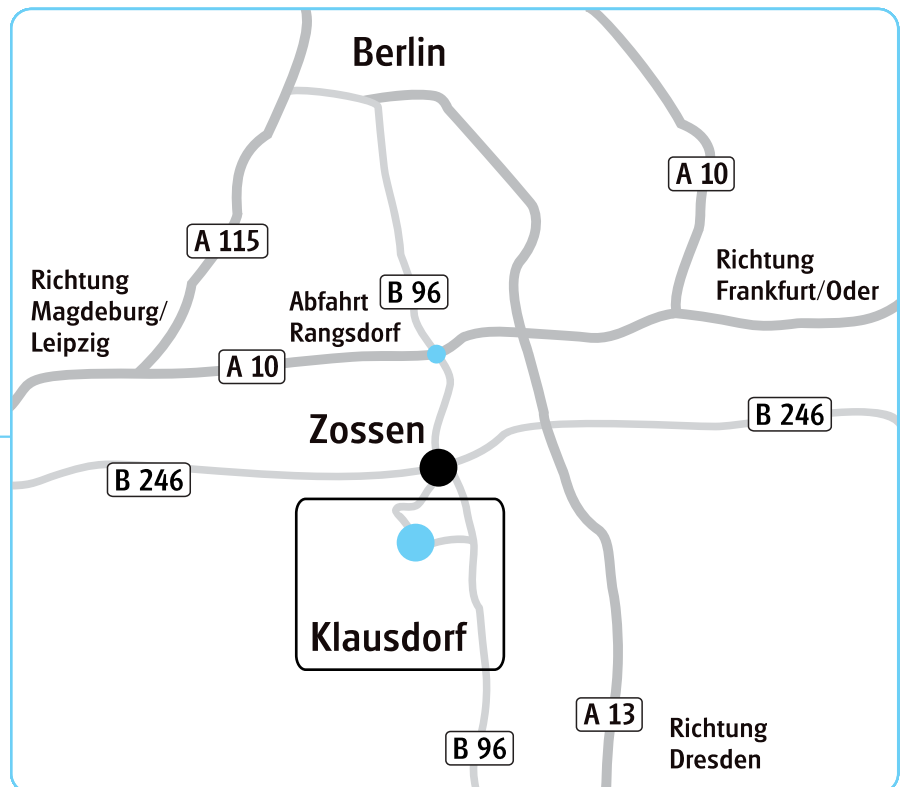 Berlin
A 10
A 115
Richtung
Frankfurt/Oder
Richtung
Magdeburg/
Leipzig
Abfahrt
Rangsdorf
B 96
A 10
Zossen
B 246
B 246
Klausdorf
A 13
Richtung
Dresden
B 96